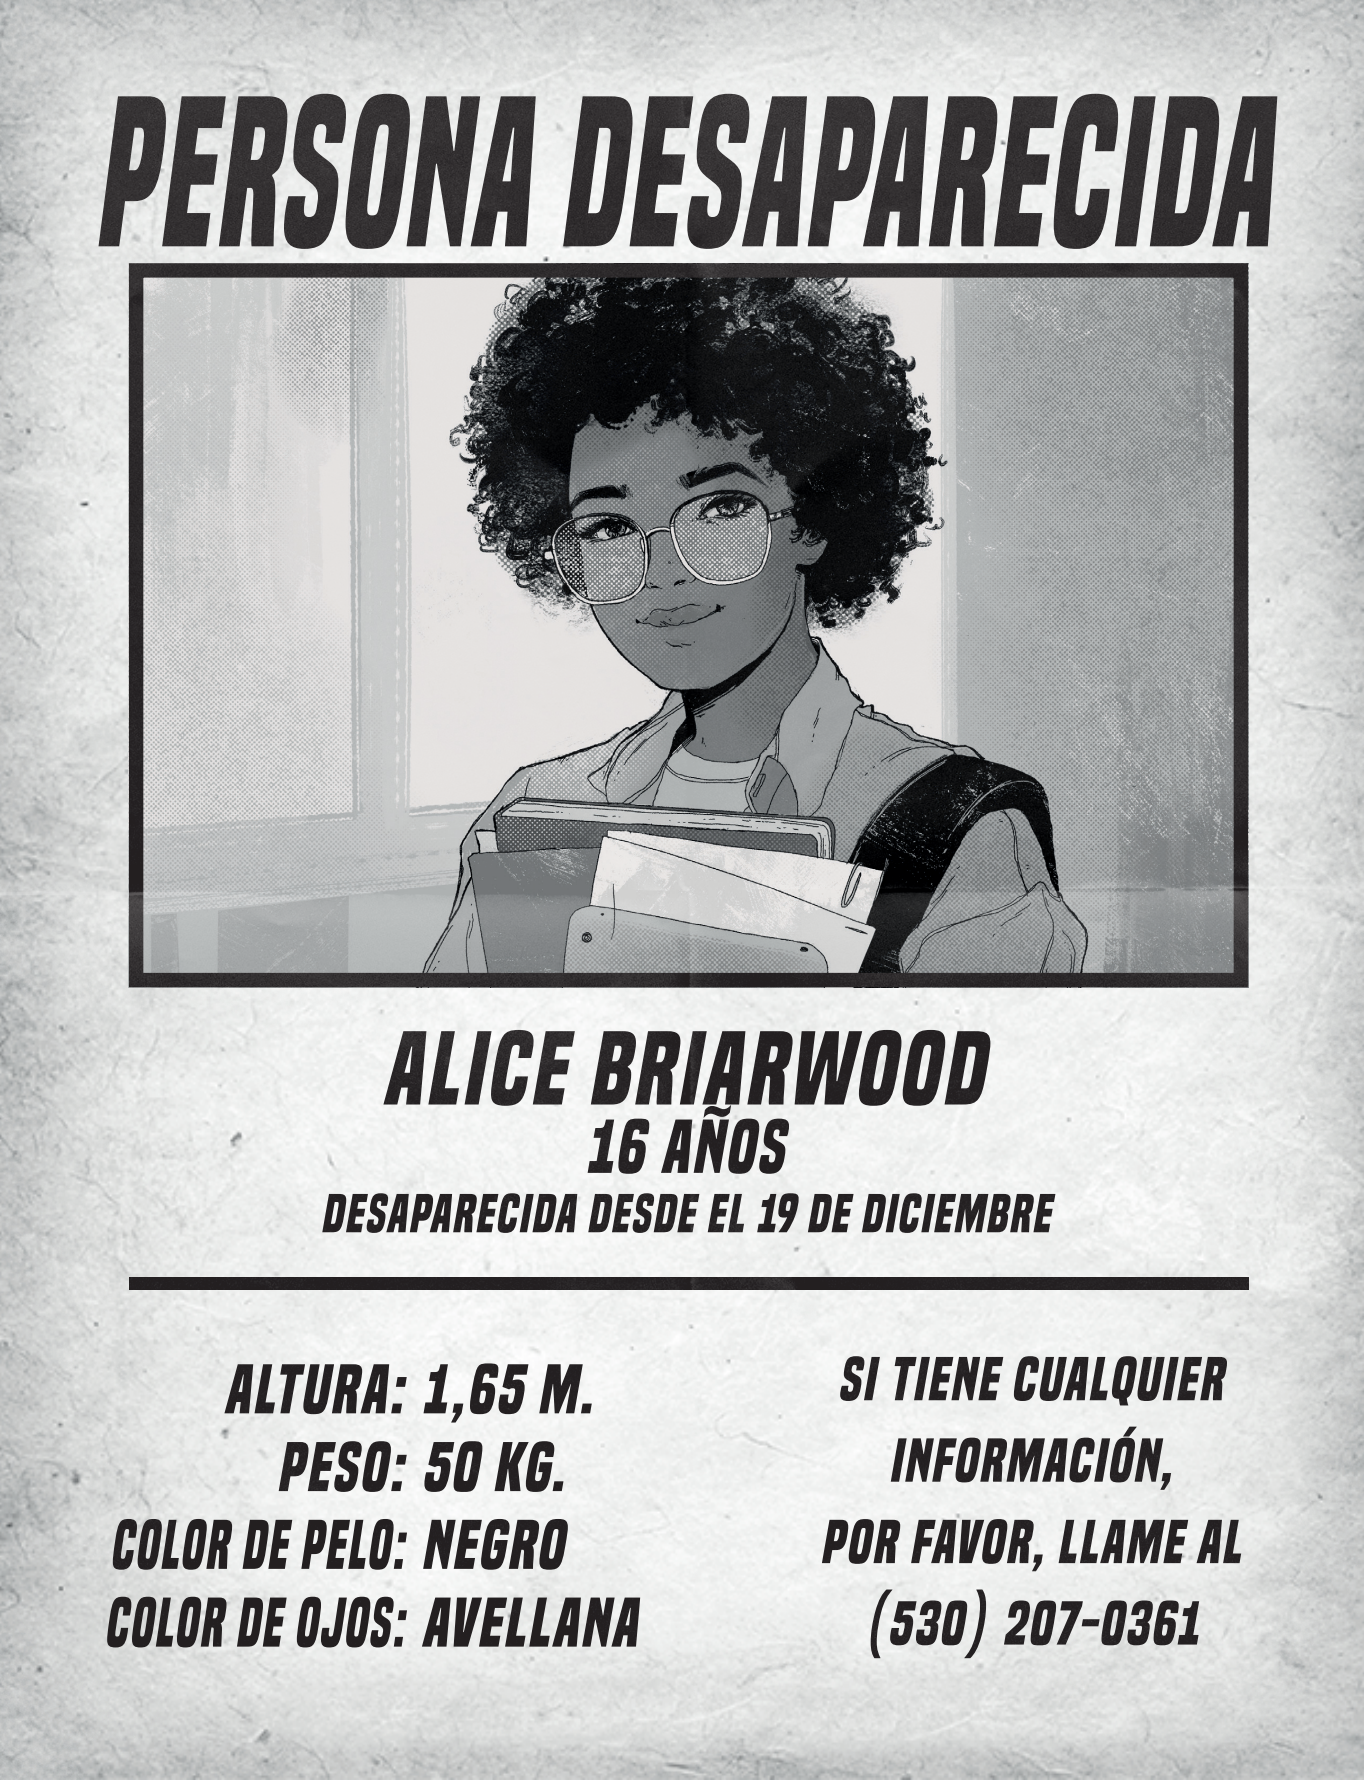 PERSONA DESAPARECIDA
ALICE BRIARWOOD
16 AÑOS
DESAPARECIDA DESDE EL 19 DE DICIEMBRE
ALTURA: 1,65 M.
PESO: 50 KG.
COLOR DE PELO: NEGRO
COLOR DE OJOS: AVELLANA
SI TIENE CUALQUIER
INFORMACIÓN,
POR FAVOR, LLAME AL
(530) 207-0361